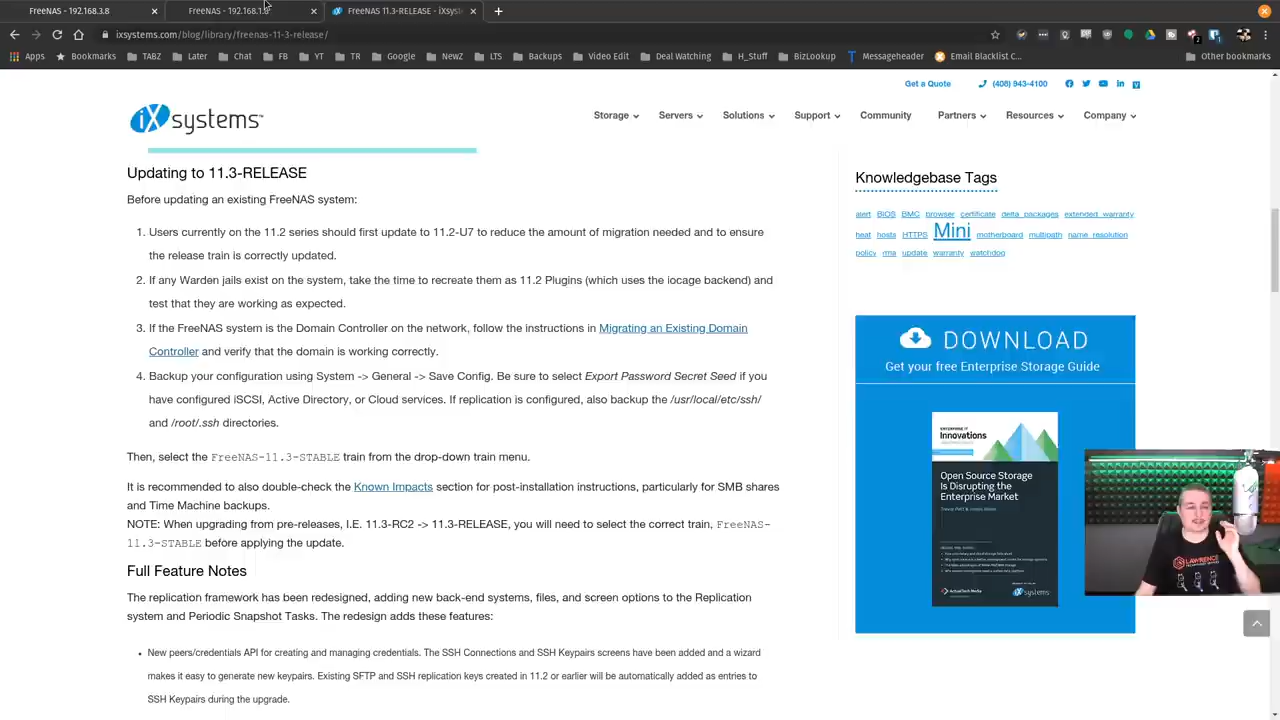 FreeNAS - 192.168.3.8
FreeNAS - 192.168.1.8
FreeNAS 11.3-RELEASE - iXsyst
ixsystems.com/blog/library/freenas-11-3-release/
Apps
Bookmarks
TABZ
Church
FB
YT
TR
Google
NewZ
LTS
Backups
Video Edit
Deal Watching
H_Stuff
BizLookup
Messageheader
Email Blacklist C...
Other bookmarks
Get a Quote
(408) 943-4100
iXsystems
Storage
Servers
Solutions
Support
Community
Partners
Resources
Company
Updating to 11.3-RELEASE
Before updating an existing FreeNAS system:
1. Users currently on the 11.2 series should first update to 11.2-U7 to reduce the amount of migration needed and to ensure
the release train is correctly updated.
2. If any Warden jails exist on the system, take the time to recreate them as 11.2 Plugins (which uses the iocage backend) and
test that they are working as expected.
3. If the FreeNAS system is the Domain Controller on the network, follow the instructions in Migrating an Existing Domain
Controller and verify that the domain is working correctly.
4. Backup your configuration using System -> General -> Save Config. Be sure to select Export Password Secret Seed if you
have configured iSCSI, Active Directory, or Cloud services. If replication is configured, also backup the /usr/local/etc/ssh/
and /root/.ssh directories.
Then, select the FreeNAS-11.3-STABLE train from the drop-down train menu.
It is recommended to also double-check the Known Impacts section for post-installation instructions, particularly for SMB shares
and Time Machine backups.
NOTE: When upgrading from pre-releases, I.E. 11.3-RC2 -> 11.3-RELEASE, you will need to select the correct train, FreeNAS-
11.3-STABLE before applying the update.
Full Feature Notes:
The replication framework has been redesigned, adding new back-end systems, files, and screen options to the Replication
system and Periodic Snapshot Tasks. The redesign adds these features:
• New peers/credentials API for creating and managing credentials. The SSH Connections and SSH Keypairs screens have been added and a wizard
makes it easy to generate new keypairs. Existing SFTP and SSH replication keys created in 11.2 or earlier will be automatically added as entries to
SSH Keypairs during the upgrade.
Knowledgebase Tags
alert BIOS BMC browser certificate delta packages extended warranty
heat hosts HTTPS Mini motherboard multipath name resolution
policy rma update warranty watchdog
DOWNLOAD
Get your free Enterprise Storage Guide
ENTERPRISE IT
Innovations
Open Source Storage
Is Disrupting the
Enterprise Market
iXsystems